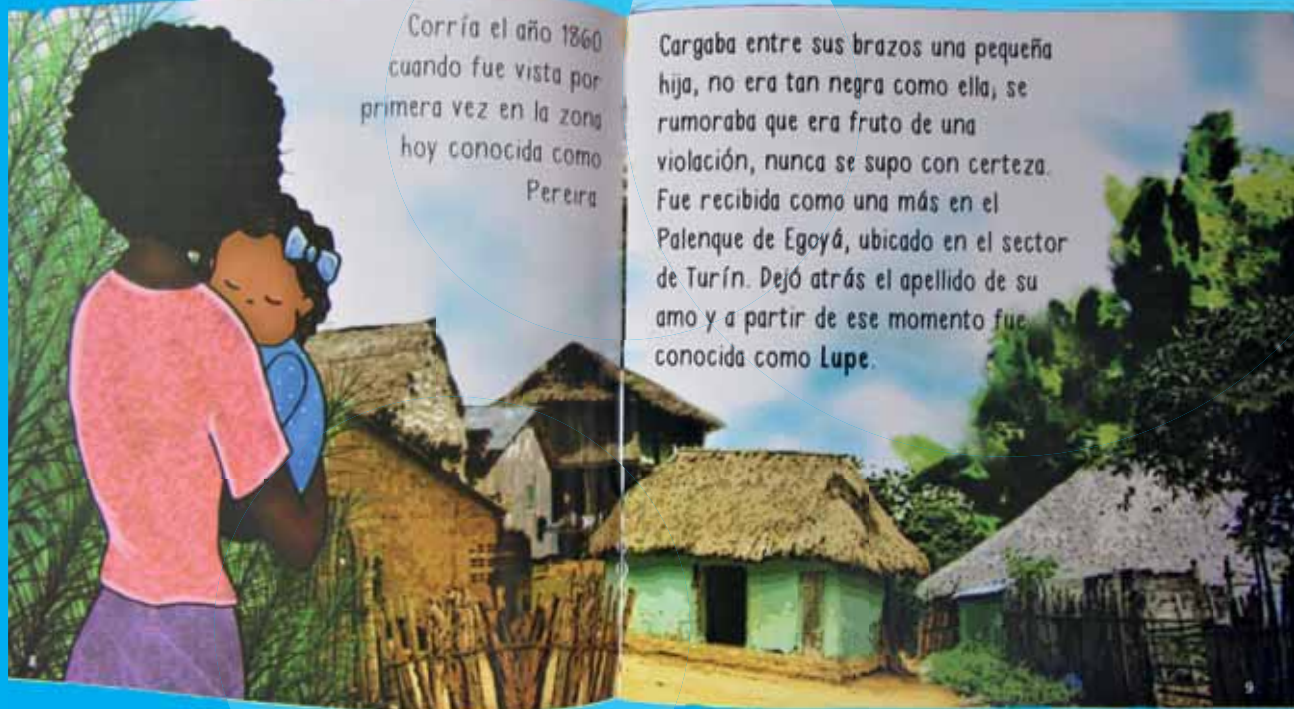 Corría el año 1860
cuando fue vista por
primera vez en la zona
hoy conocida como
Pereira
Cargaba entre sus brazos una pequeña
hija, no era tan negra como ella, se
rumoraba que era fruto de una
violación, nunca se supo con certeza.
Fue recibida como una más en el
Palenque de Egoyá, ubicado en el sector
de Turín. Dejó atrás el apellido de su
amo y a partir de ese momento fue
conocida como Lupe.
9